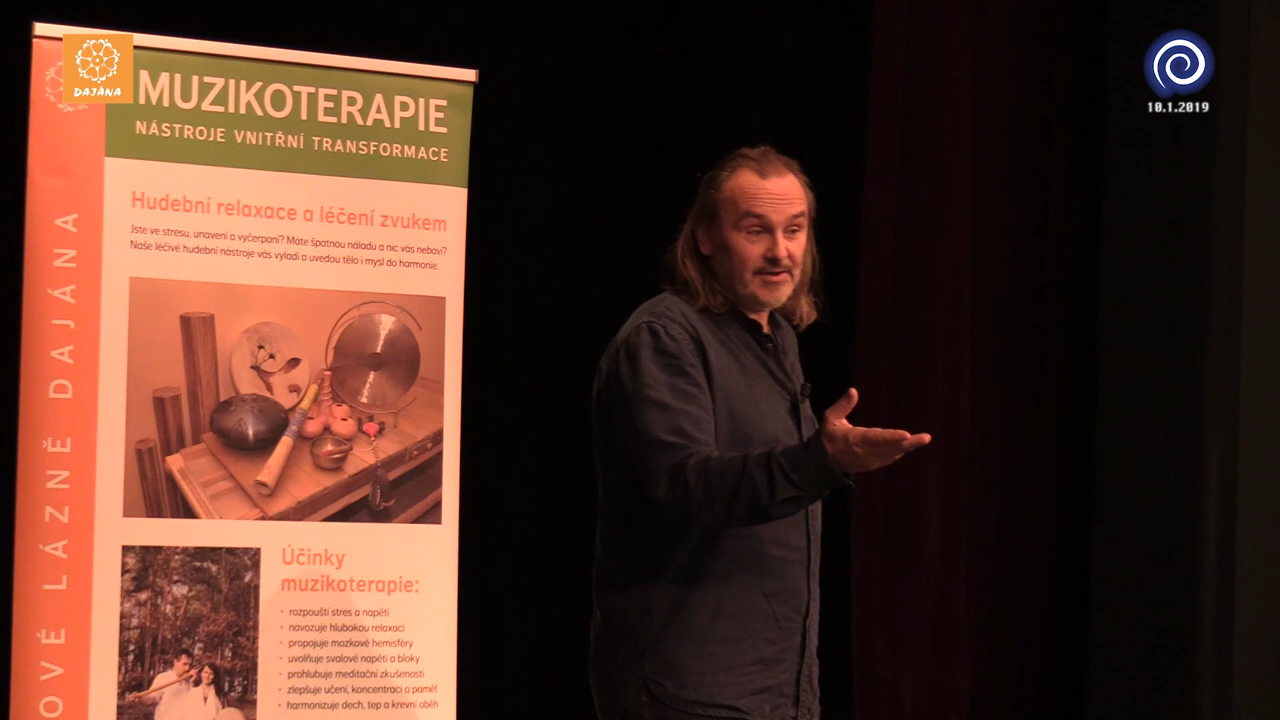 DAJÁNA
10.1.2019
MUZIKOTERAPIE
NÁSTROJE VNITŘNÍ TRANSFORMACE
Hudební relaxace a léčení zvukem
Jste ve stresu, unavení a vyčerpaní? Máte špatnou náladu a nic vás nebaví?
Naše léčivé hudební nástroje vás vyladí a uvedou tělo i mysl do harmonie.
OVÉ LÁZNĚ DAJÁNA
Účinky
muzikoterapie:
• rozpouští stres a napětí
• navozuje hlubokou relaxaci
• propojuje mozkové hemisféry
• uvolňuje svalové napětí a bloky
• prohlubuje meditační zkušenosti
• zlepšuje učení, koncentraci a paměť
• harmonizuje dech, tep a krevní oběh